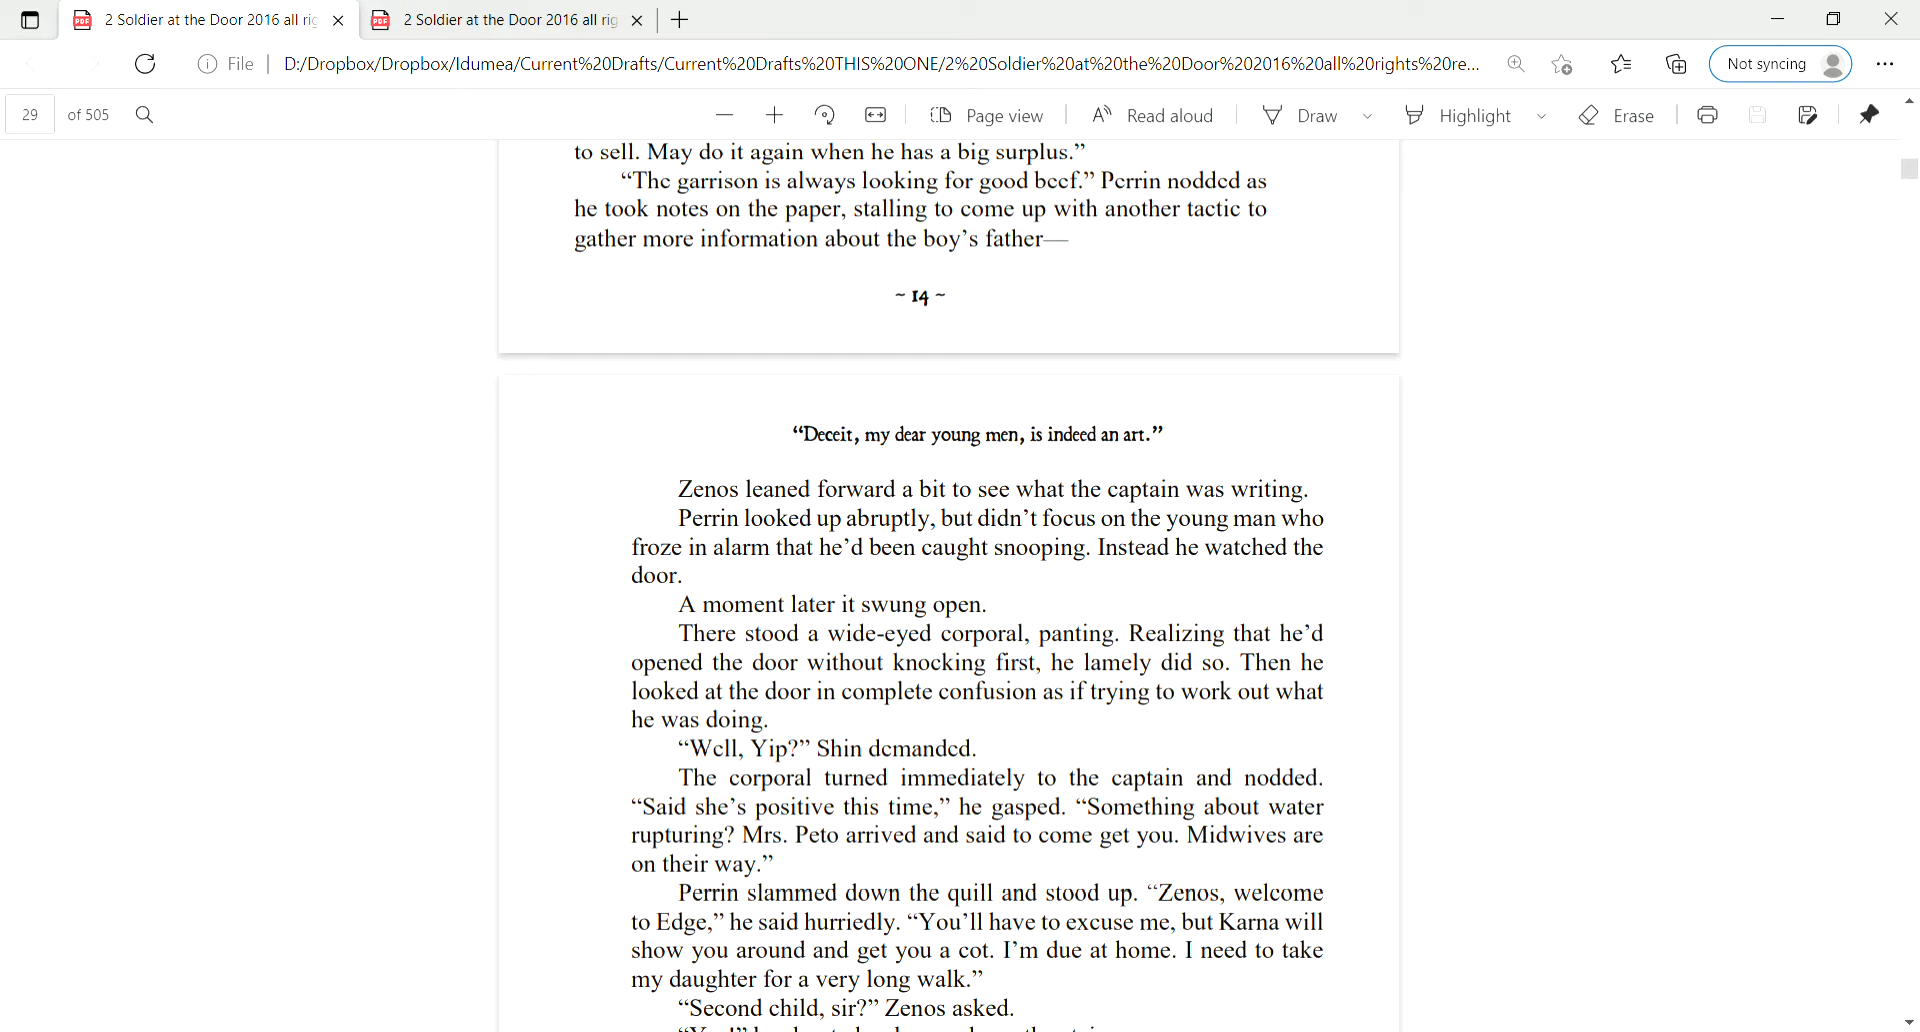 2 Soldier at the Door 2016 all rig
2 Soldier at the Door 2016 all rig
File
D:/Dropbox/Dropbox/Idumea/Current%20Drafts/Current%20Drafts%20THIS%20ONE/2%20Soldier%20at%20the%20Door%202016%20all%20rights%20re...
Not syncing
29 of 505
Page view
Read aloud
Draw
Highlight
Erase
to sell. May do it again when he has a big surplus.”
“The garrison is always looking for good beef.” Perrin nodded as
he took notes on the paper, stalling to come up with another tactic to
gather more information about the boy’s father—
~ 14 ~
“Deceit, my dear young men, is indeed an art.”
Zenos leaned forward a bit to see what the captain was writing.
Perrin looked up abruptly, but didn’t focus on the young man who
froze in alarm that he’d been caught snooping. Instead he watched the
door.
A moment later it swung open.
There stood a wide-eyed corporal, panting. Realizing that he’d
opened the door without knocking first, he lamely did so. Then he
looked at the door in complete confusion as if trying to work out what
he was doing.
“Well, Yip?” Shin demanded.
The corporal turned immediately to the captain and nodded.
“Said she’s positive this time,” he gasped. “Something about water
rupturing? Mrs. Peto arrived and said to come get you. Midwives are
on their way.”
Perrin slammed down the quill and stood up. “Zenos, welcome
to Edge,” he said hurriedly. “You’ll have to excuse me, but Karna will
show you around and get you a cot. I’m due at home. I need to take
my daughter for a very long walk.”
“Second child, sir?” Zenos asked.